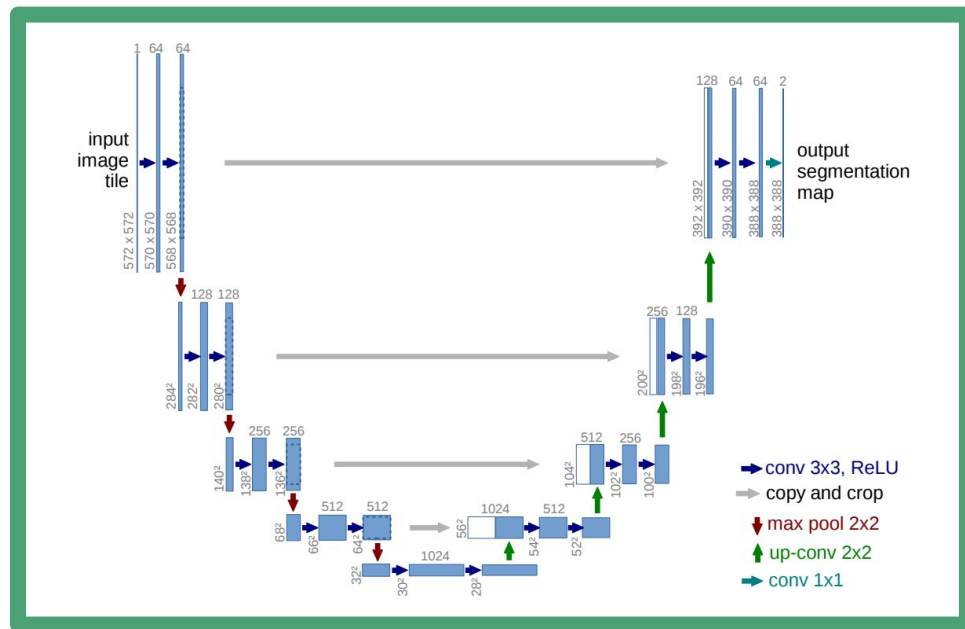 1 64 64
128 64 64 2
input
image
tile
output
segmentation
map
572 x 572
570 x 570
568 x 568
392 x 392
390 x 390
388 x 388
388 x 388
128 128
256 128
284²
282²
280²
200²
198²
196²
256 256
512 256
140²
138²
136²
104²
102²
100²
512 512
1024 512
68²
66²
64²
56²
54²
52²
1024
32²
30²
28²
conv 3x3, ReLU
copy and crop
max pool 2x2
up-conv 2x2
conv 1x1